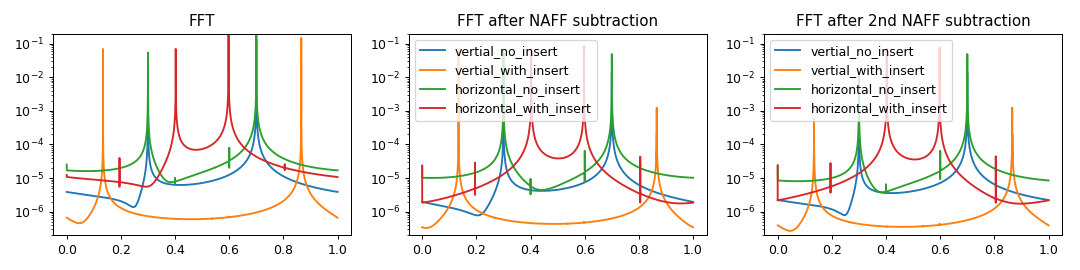 FFT
10⁻¹
10⁻²
10⁻³
10⁻⁴
10⁻⁵
10⁻⁶
0.0 0.2 0.4 0.6 0.8 1.0
FFT after NAFF subtraction
vertial_no_insert
vertial_with_insert
horizontal_no_insert
horizontal_with_insert
10⁻¹
10⁻²
10⁻³
10⁻⁴
10⁻⁵
10⁻⁶
0.0 0.2 0.4 0.6 0.8 1.0
FFT after 2nd NAFF subtraction
vertial_no_insert
vertial_with_insert
horizontal_no_insert
horizontal_with_insert
10⁻¹
10⁻²
10⁻³
10⁻⁴
10⁻⁵
10⁻⁶
0.0 0.2 0.4 0.6 0.8 1.0